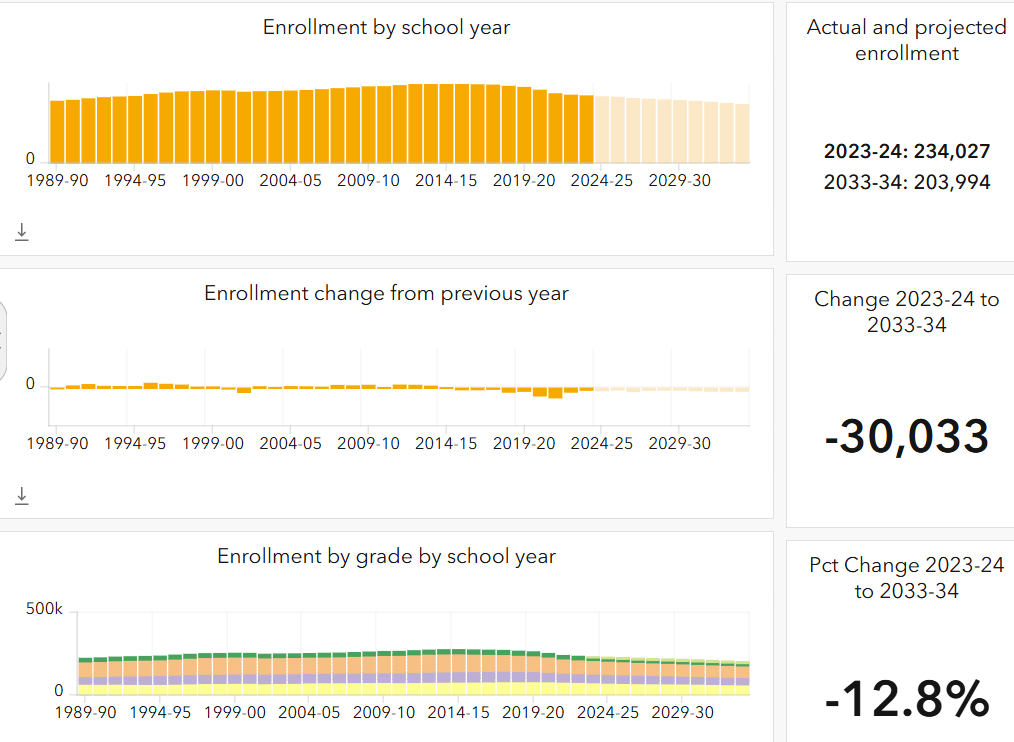 Enrollment by school year
0
1989-90 1994-95 1999-00 2004-05 2009-10 2014-15 2019-20 2024-25 2029-30
Actual and projected
enrollment
2023-24: 234,027
2033-34: 203,994
Enrollment change from previous year
0
1989-90 1994-95 1999-00 2004-05 2009-10 2014-15 2019-20 2024-25 2029-30
Change 2023-24 to
2033-34
-30,033
Enrollment by grade by school year
500k
0
1989-90 1994-95 1999-00 2004-05 2009-10 2014-15 2019-20 2024-25 2029-30
Pct Change 2023-24
to 2033-34
-12.8%